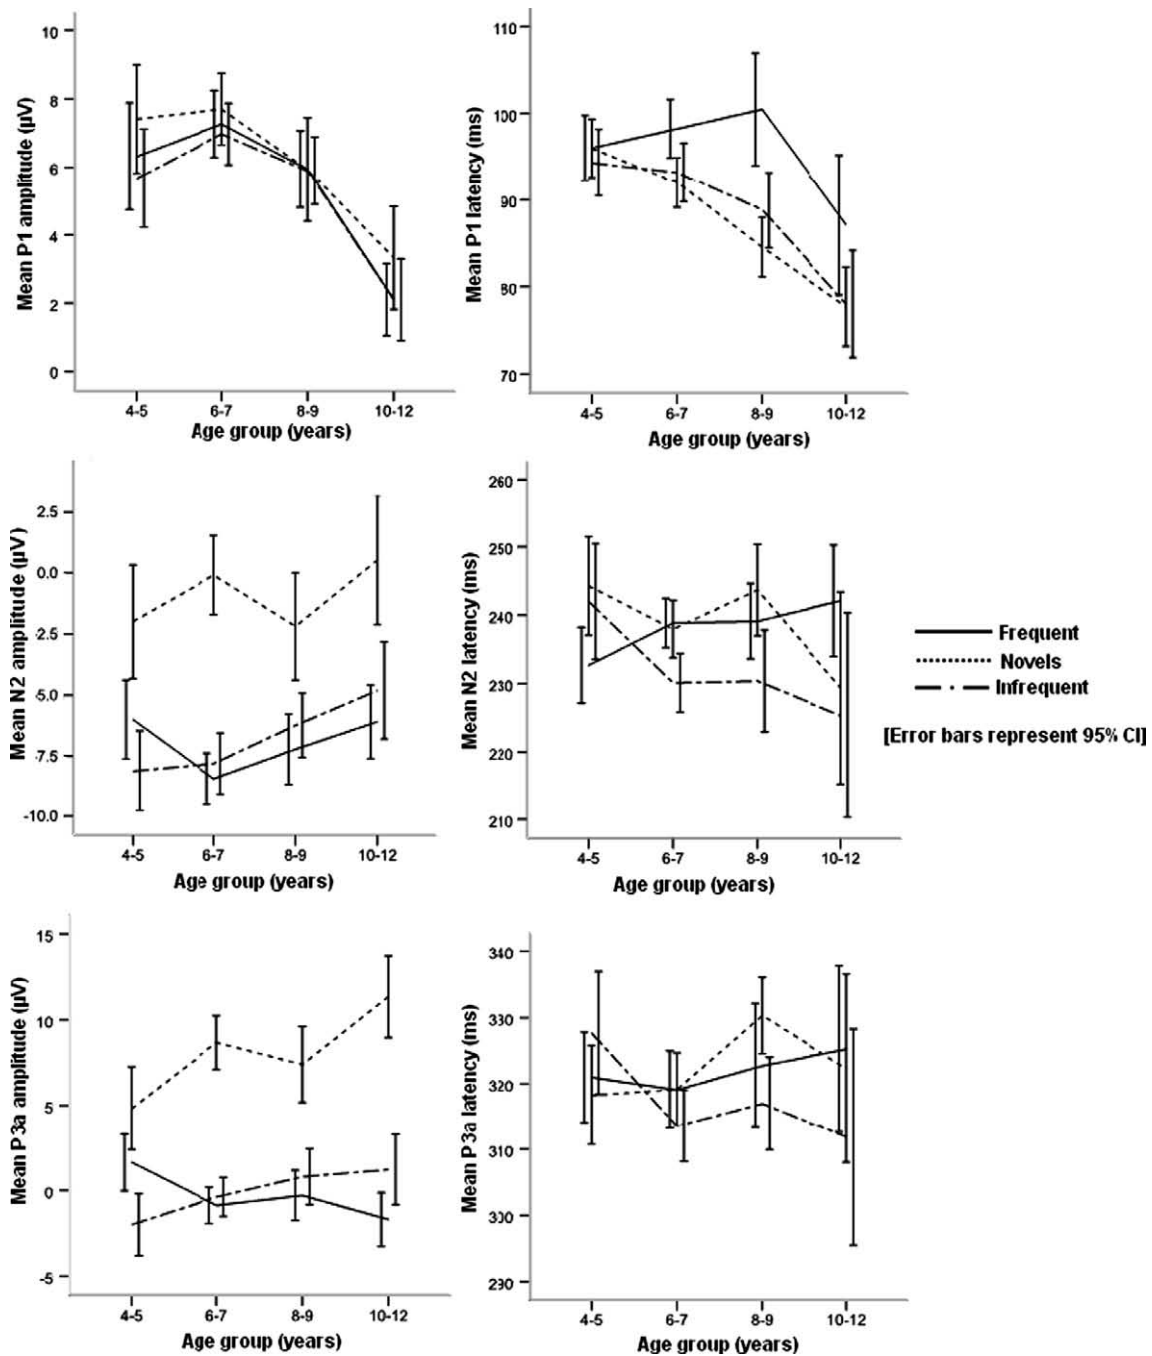 Mean P1 amplitude (µV)
10
8
6
4
2
0
4-5 6-7 8-9 10-12
Age group (years)
Mean P1 latency (ms)
110
100
90
80
70
4-5 6-7 8-9 10-12
Age group (years)
Mean N2 amplitude (µV)
2.5
0.0
-2.5
-5.0
-7.5
-10.0
4-5 6-7 8-9 10-12
Age group (years)
Mean N2 latency (ms)
260
250
240
230
220
210
4-5 6-7 8-9 10-12
Age group (years)
Frequent
Novels
Infrequent
[Error bars represent 95% CI]
Mean P3a amplitude (µV)
15
10
5
0
-5
4-5 6-7 8-9 10-12
Age group (years)
Mean P3a latency (ms)
340
330
320
310
300
290
4-5 6-7 8-9 10-12
Age group (years)